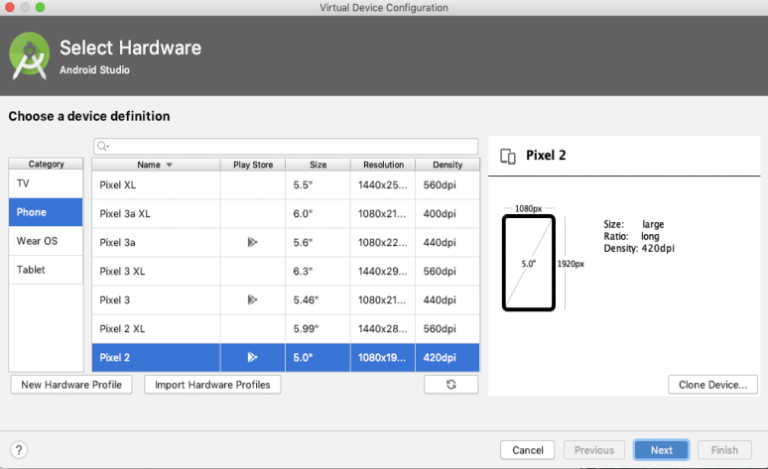 Virtual Device Configuration
Select Hardware
Android Studio
Choose a device definition
Category
TV
Phone
Wear OS
Tablet
Name Play Store Size Resolution Density
Pixel XL 5.5" 1440x25... 560dpi
Pixel 3a XL 6.0" 1080x21... 400dpi
Pixel 3a 5.6" 1080x22... 440dpi
Pixel 3 XL 6.3" 1440x29... 560dpi
Pixel 3 5.46" 1080x21... 440dpi
Pixel 2 XL 5.99" 1440x28... 560dpi
Pixel 2 5.0" 1080x19... 420dpi
New Hardware Profile Import Hardware Profiles
Pixel 2
1080px
5.0"
1920px
Size: large
Ratio: long
Density: 420dpi
Clone Device...
? Cancel Previous Next Finish